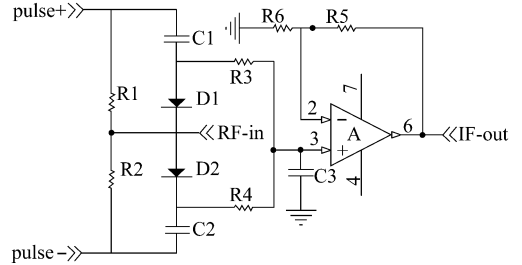 pulse+
R6
R5
C1
R3
7
R1
D1
2
−
RF-in
A
6
IF-out
3
+
R2
D2
C3
4
R4
C2
pulse−